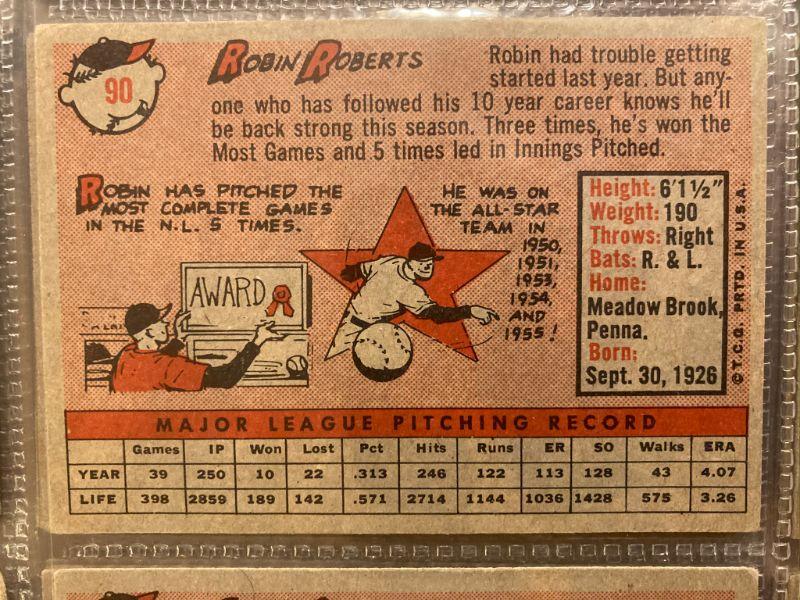 90
ROBIN ROBERTS
Robin had trouble getting
started last year. But any-
one who has followed his 10 year career knows he'll
be back strong this season. Three times, he's won the
Most Games and 5 times led in Innings Pitched.
ROBIN HAS PITCHED THE
MOST COMPLETE GAMES
IN THE N.L. 5 TIMES.
AWARD
HE WAS ON
THE ALL-STAR
TEAM IN
1950,
1951,
1953,
1954,
AND
1955!
Height: 6'1½"
Weight: 190
Throws: Right
Bats: R. & L.
Home:
Meadow Brook,
Penna.
Born:
Sept. 30, 1926
©T.C.G. PRTD. IN U.S.A.
MAJOR LEAGUE PITCHING RECORD
Games IP Won Lost Pct Hits Runs ER SO Walks ERA
YEAR 39 250 10 22 .313 246 122 113 128 43 4.07
LIFE 398 2859 189 142 .571 2714 1144 1036 1428 575 3.26